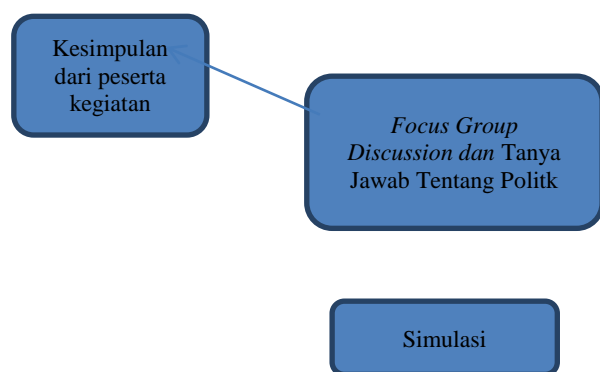 Kesimpulan
dari peserta
kegiatan
Focus Group
Discussion dan Tanya
Jawab Tentang Politk
Simulasi